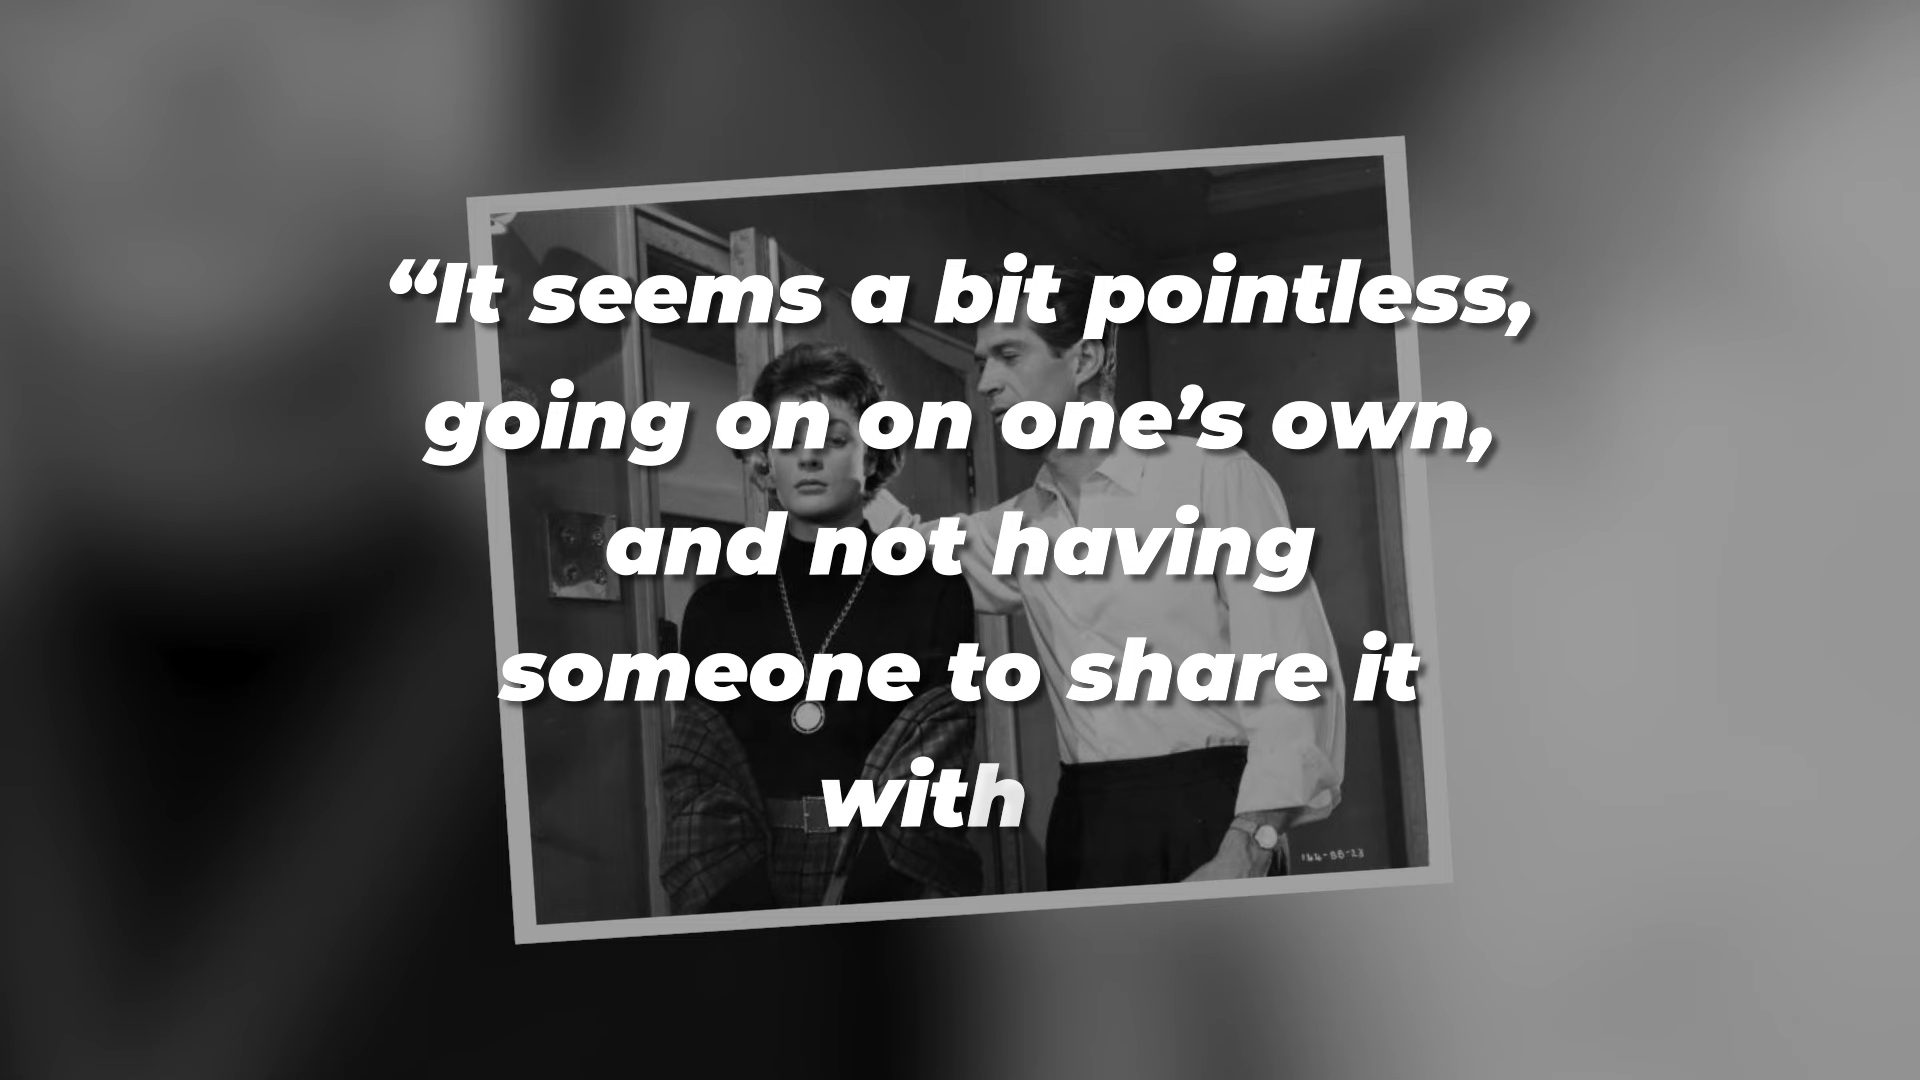 “It seems a bit pointless,
going on on one’s own,
and not having
someone to share it
with